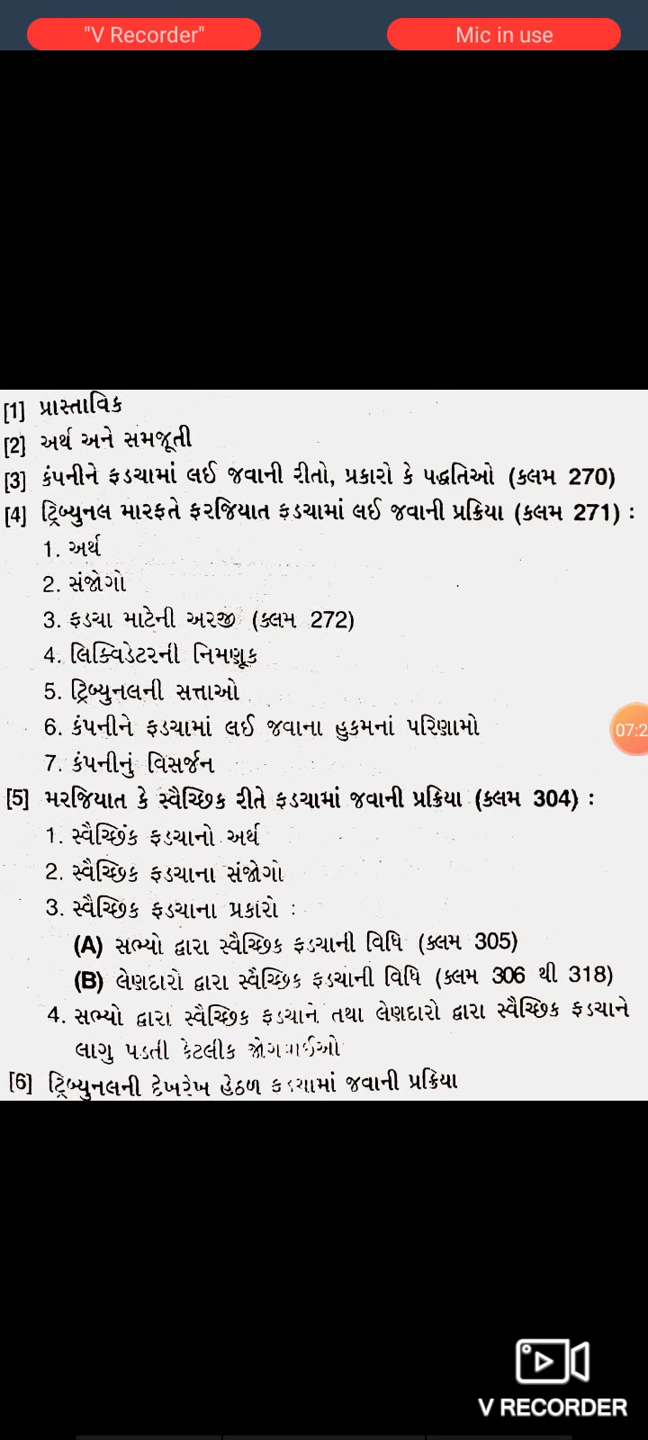 "V Recorder" Mic in use
[1] પ્રાસ્તાવિક
[2] અર્થ અને સમજૂતી
[3] કંપનીને ફડચામાં લઈ જવાની રીતો, પ્રકારો કે પદ્ધતિઓ (કલમ 270)
[4] ટ્રિબ્યુનલ મારફતે ફરજિયાત ફડચામાં લઈ જવાની પ્રક્રિયા (કલમ 271) :
1. અર્થ
2. સંજોગો
3. ફડચા માટેની અરજી (કલમ 272)
4. લિક્વિડેટરની નિમણૂક
5. ટ્રિબ્યુનલની સત્તાઓ
6. કંપનીને ફડચામાં લઈ જવાના હુકમનાં પરિણામો
07:2
7. કંપનીનું વિસર્જન
[5] મરજિયાત કે સ્વૈચ્છિક રીતે ફડચામાં જવાની પ્રક્રિયા (કલમ 304) :
1. સ્વૈચ્છિક ફડચાનો અર્થ
2. સ્વૈચ્છિક ફડચાના સંજોગો
3. સ્વૈચ્છિક ફડચાના પ્રકારો :
(A) સભ્યો દ્વારા સ્વૈચ્છિક ફડચાની વિધિ (કલમ 305)
(B) લેણદારો દ્વારા સ્વૈચ્છિક ફડચાની વિધિ (કલમ 306 થી 318)
4. સભ્યો દ્વારા સ્વૈચ્છિક ફડચાને તથા લેણદારો દ્વારા સ્વૈચ્છિક ફડચાને
લાગુ પડતી કેટલીક જોગવાઈઓ
[6] ટ્રિબ્યુનલની દેખરેખ હેઠળ ફડચામાં જવાની પ્રક્રિયા
V RECORDER